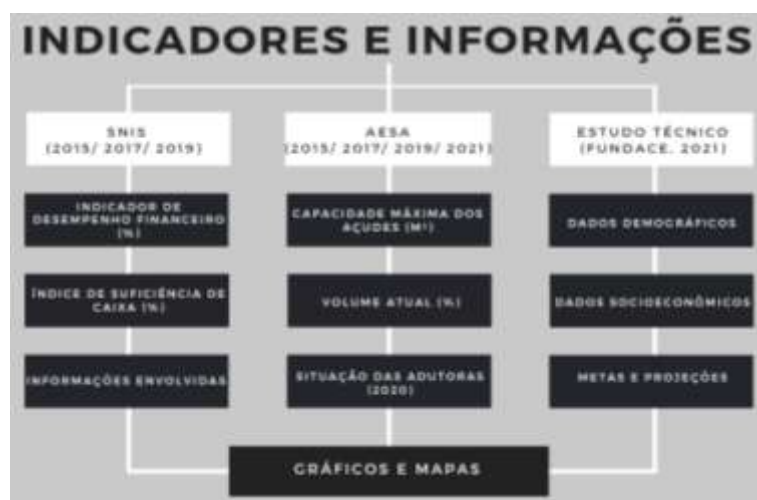 INDICADORES E INFORMAÇÕES
SNIS
(2015/ 2017/ 2019)
INDICADOR DE
DESEMPENHO FINANCEIRO
(%)
ÍNDICE DE SUFICIÊNCIA DE
CAIXA (%)
INFORMAÇÕES ENVOLVIDAS
AESA
(2015/ 2017/ 2019/ 2021)
CAPACIDADE MÁXIMA DOS
AÇUDES (M³)
VOLUME ATUAL (%)
SITUAÇÃO DAS ADUTORAS
(2020)
ESTUDO TÉCNICO
(FUNDACE, 2021)
DADOS DEMOGRÁFICOS
DADOS SOCIOECONÔMICOS
METAS E PROJEÇÕES
GRÁFICOS E MAPAS